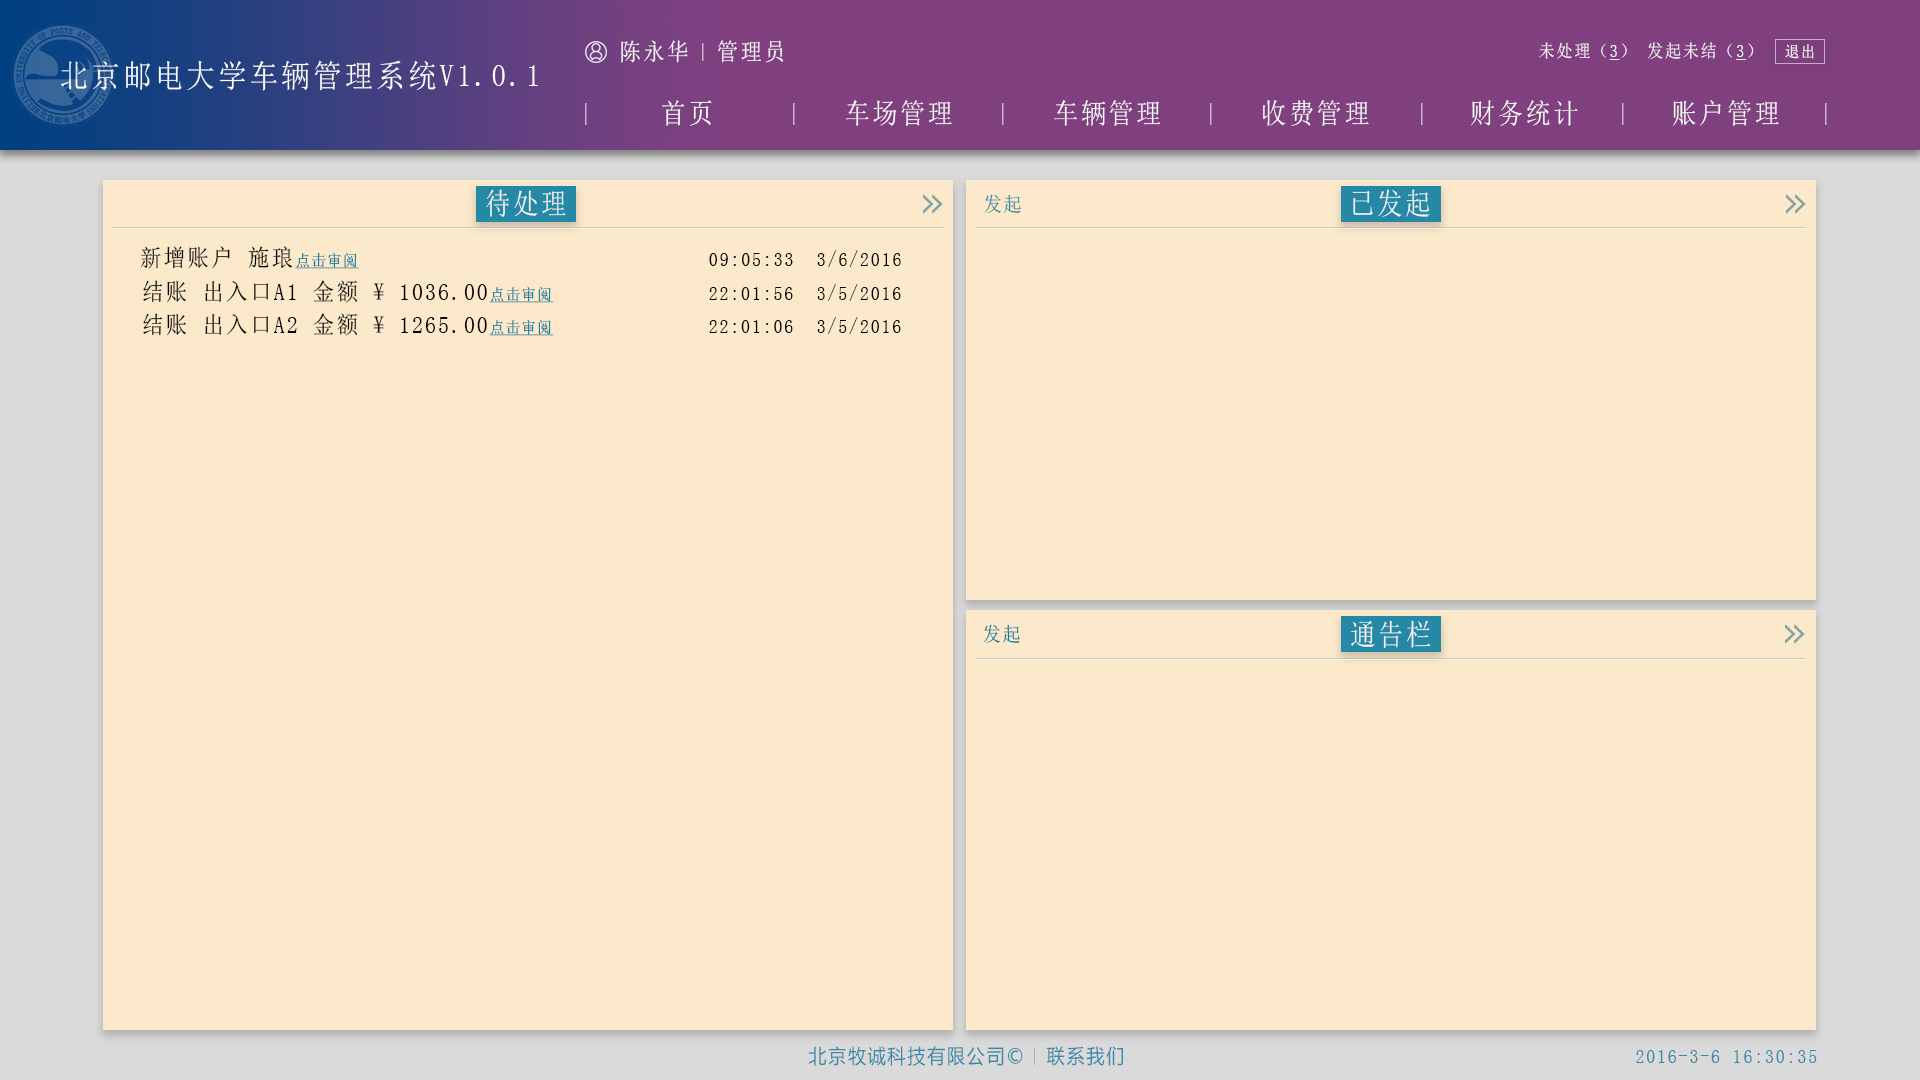 北京邮电大学车辆管理系统V1.0.1
陈永华 | 管理员
未处理（3） 发起未结（3） 退出
| 首页 | 车场管理 | 车辆管理 | 收费管理 | 财务统计 | 账户管理 |
待处理
新增账户 施琅点击审阅 09:05:33 3/6/2016
结账 出入口A1 金额 ¥ 1036.00点击审阅 22:01:56 3/5/2016
结账 出入口A2 金额 ¥ 1265.00点击审阅 22:01:06 3/5/2016
发起 已发起
发起 通告栏
北京牧诚科技有限公司© | 联系我们
2016-3-6 16:30:35